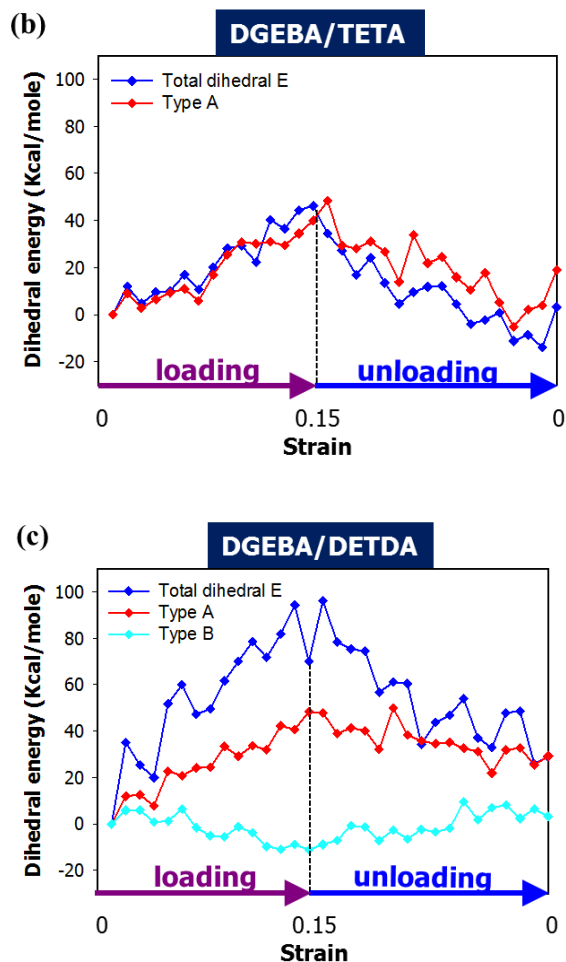 (b)
DGEBA/TETA
Total dihedral E
Type A
Dihedral energy (Kcal/mole)
100
80
60
40
20
0
-20
loading
unloading
0
0.15
0
Strain
(c)
DGEBA/DETDA
Total dihedral E
Type A
Type B
Dihedral energy (Kcal/mole)
100
80
60
40
20
0
-20
loading
unloading
0
0.15
0
Strain